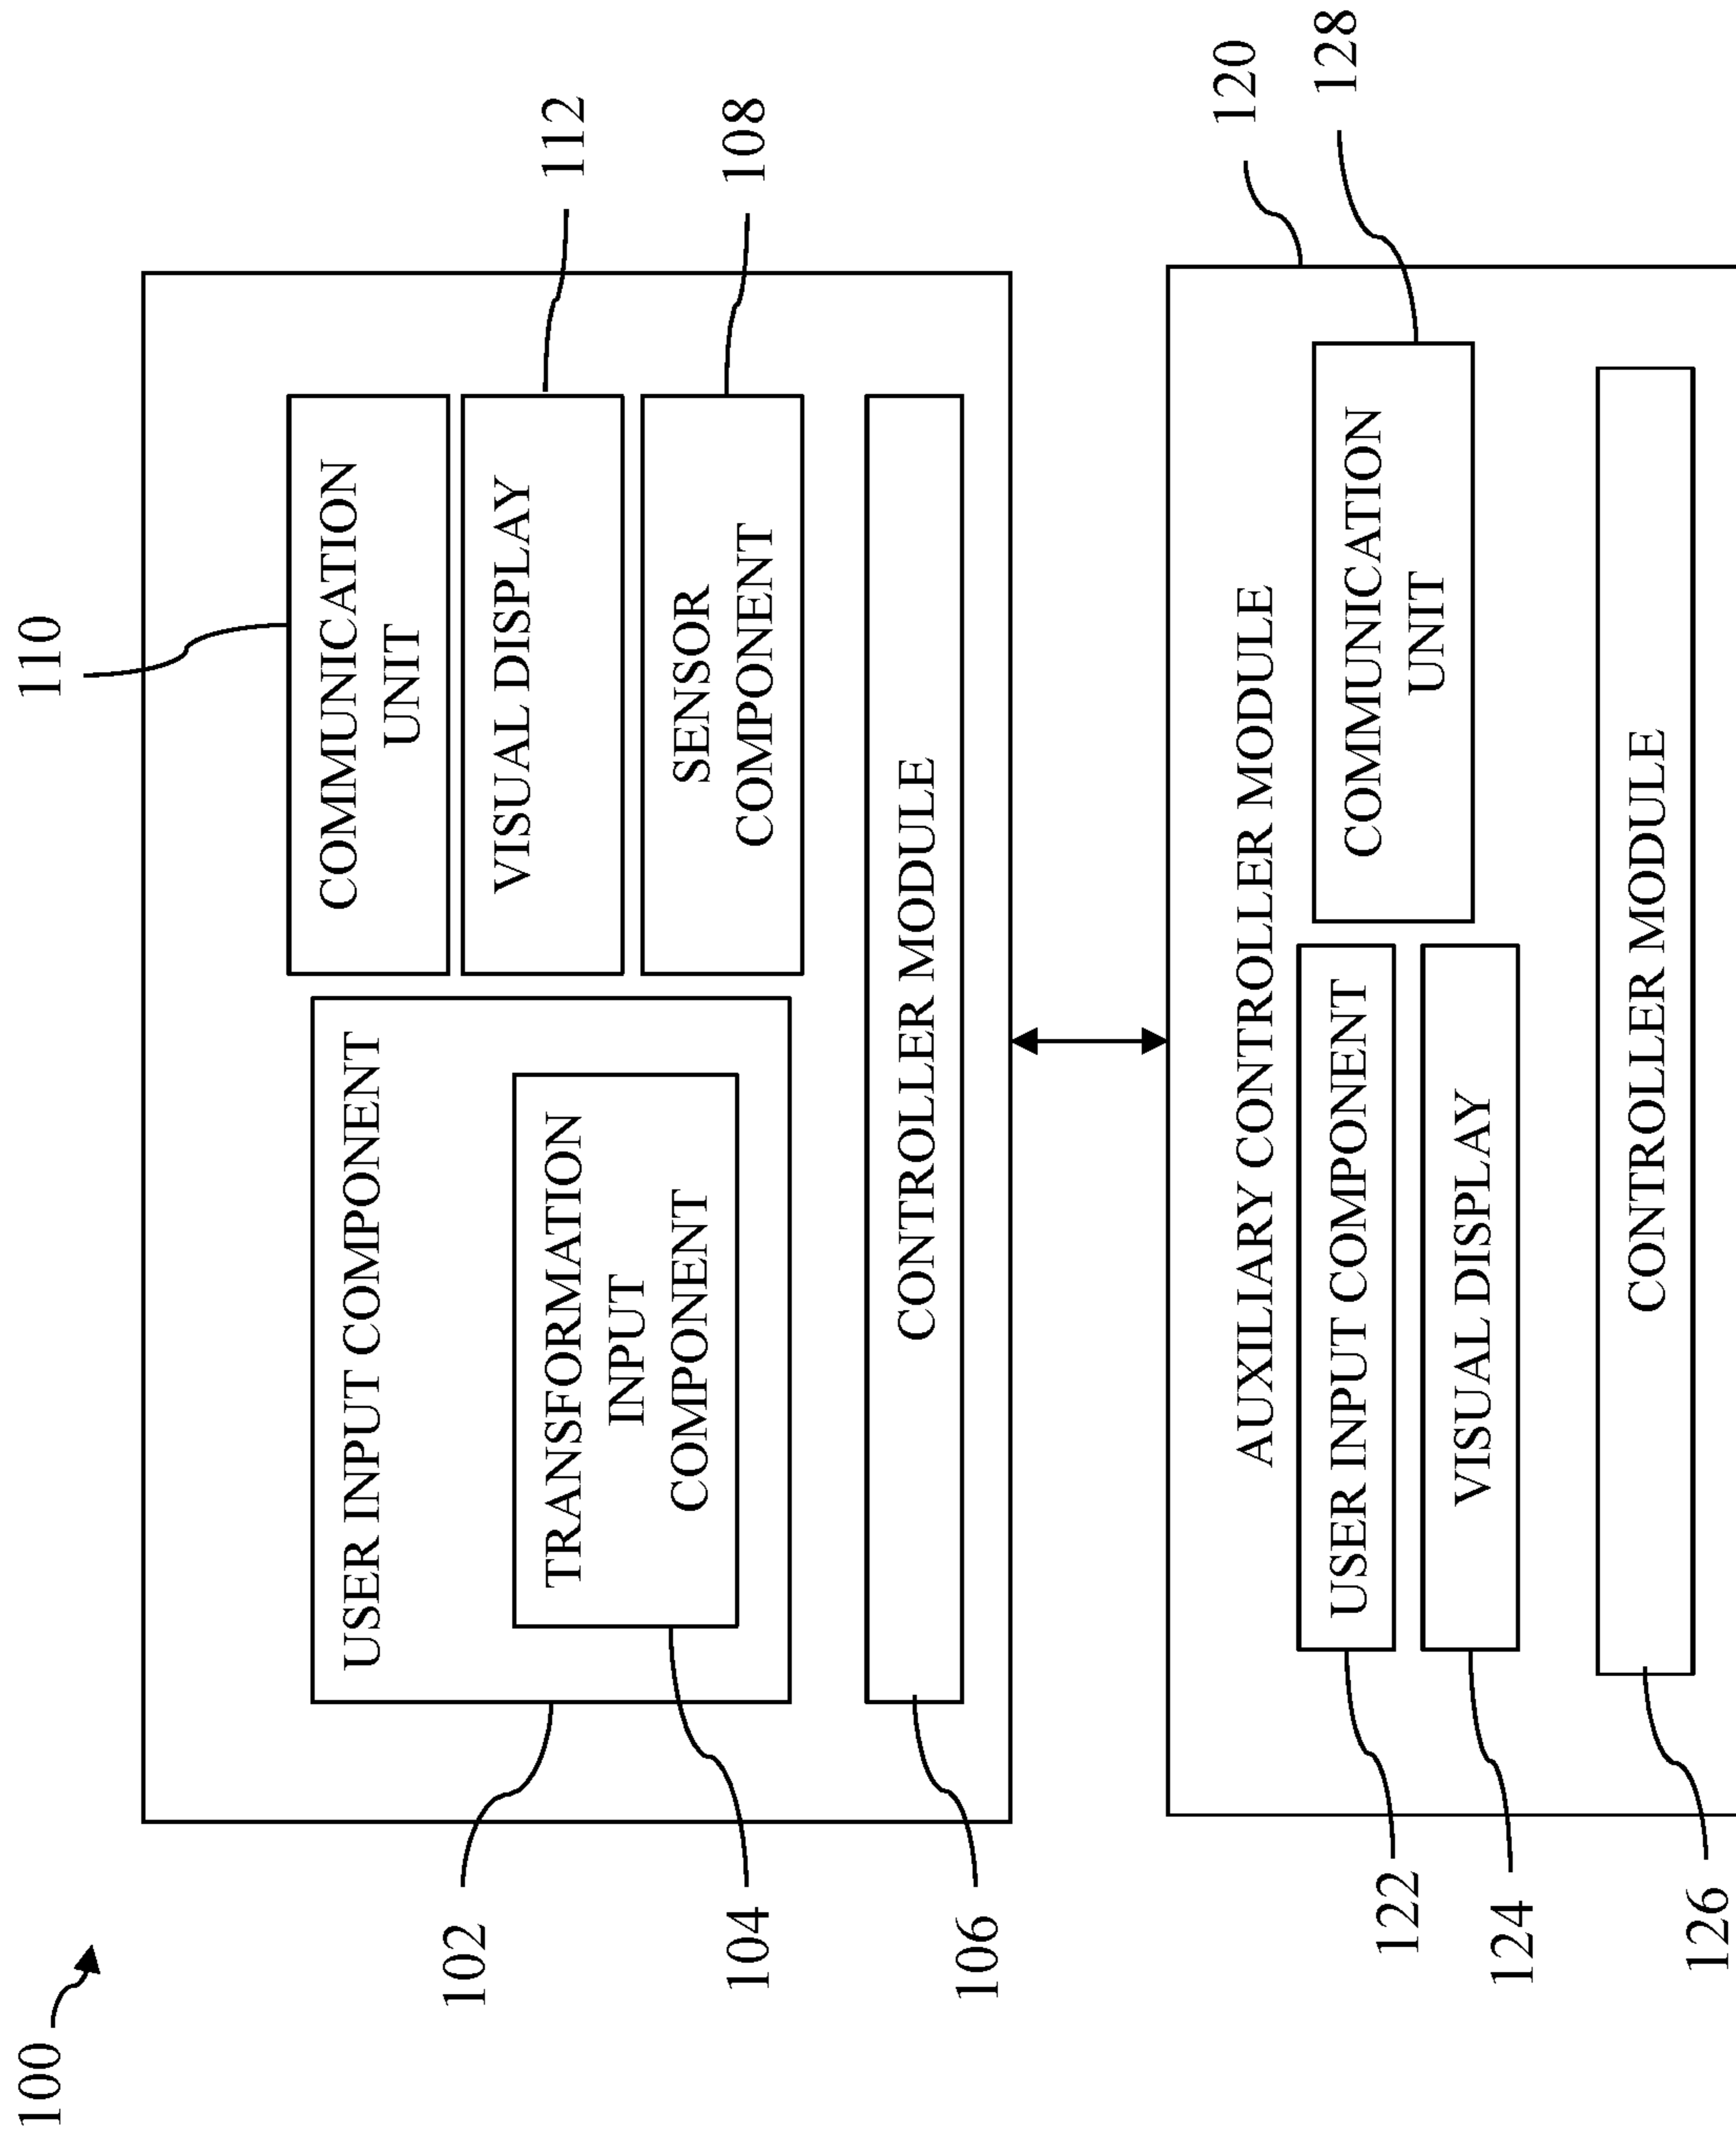 100
110
USER INPUT COMPONENT
TRANSFORMATION
INPUT
COMPONENT
COMMUNICATION
UNIT
VISUAL DISPLAY
SENSOR
COMPONENT
CONTROLLER MODULE
102
104
106
112
108
AUXILIARY CONTROLLER MODULE
USER INPUT COMPONENT
VISUAL DISPLAY
COMMUNICATION
UNIT
CONTROLLER MODULE
122
124
126
120
128